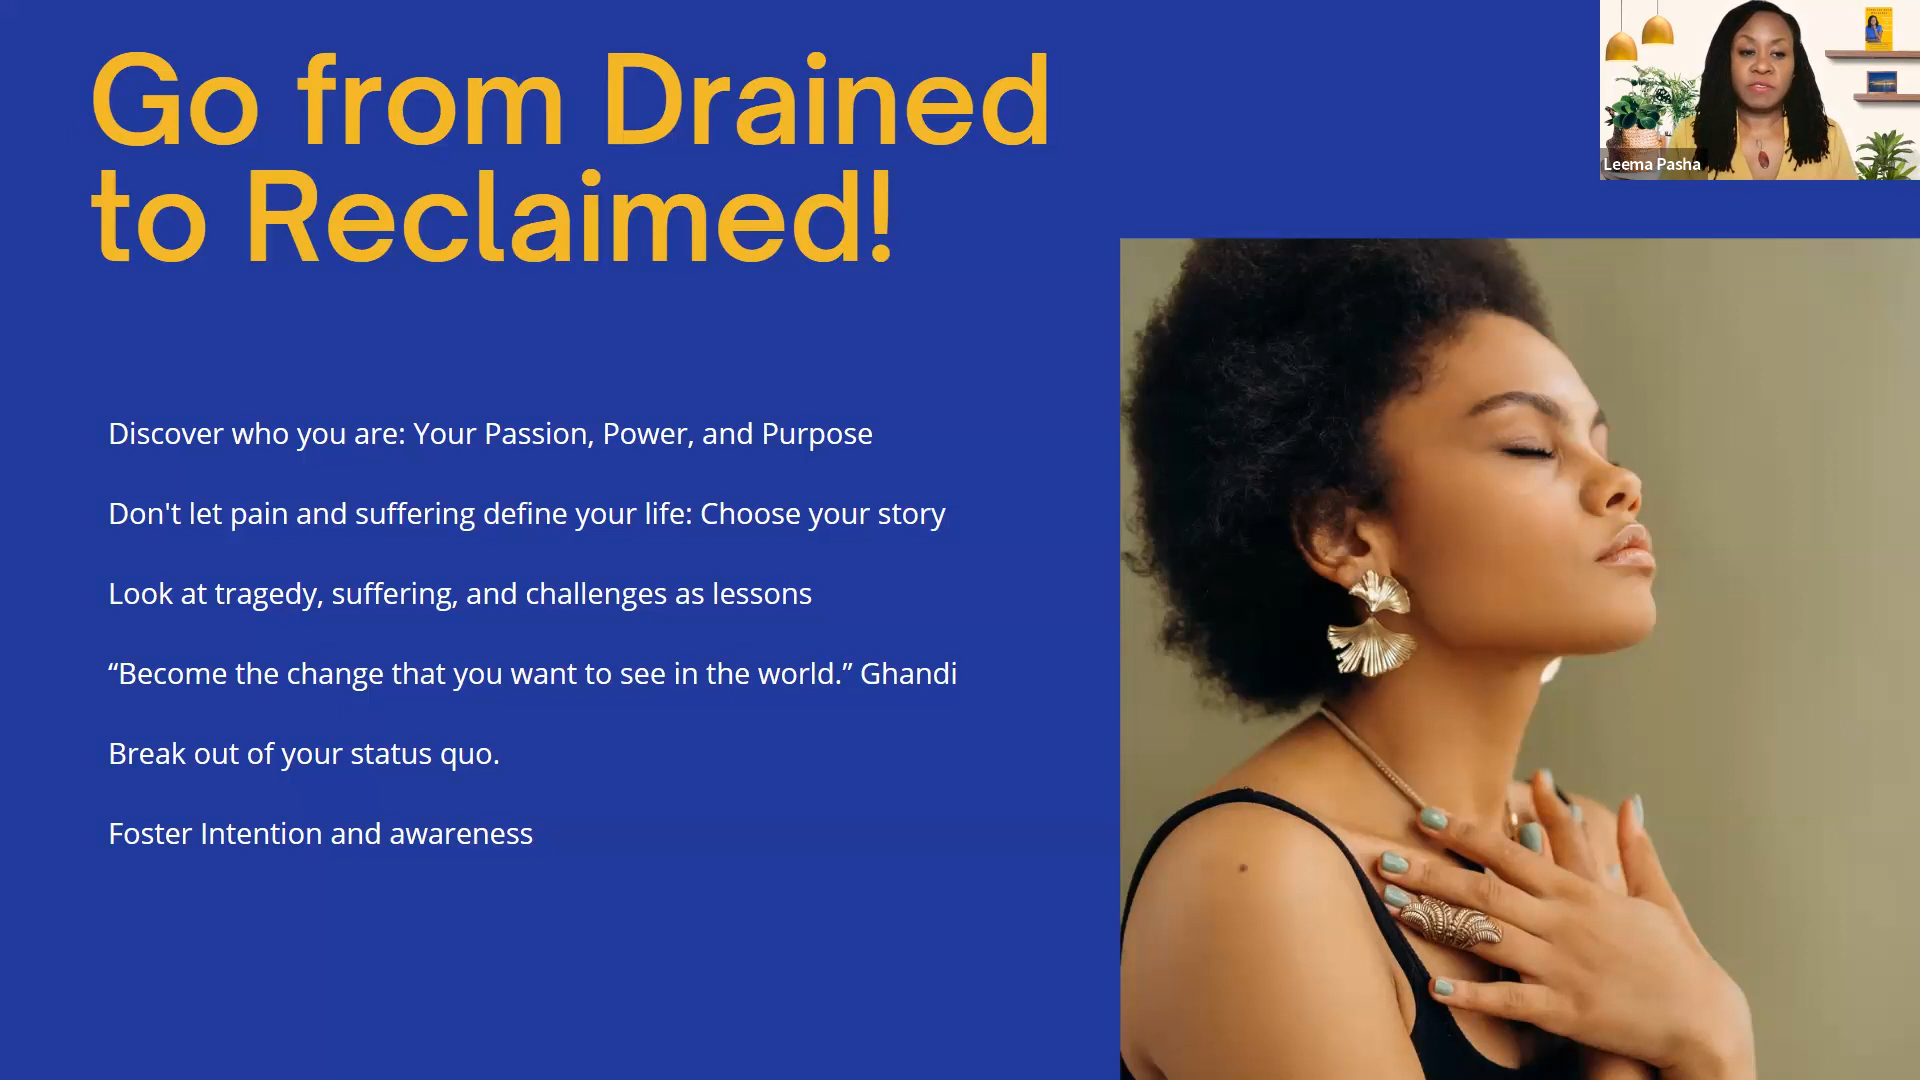 Go from Drained
to Reclaimed!
Leema Pasha
Discover who you are: Your Passion, Power, and Purpose
Don't let pain and suffering define your life: Choose your story
Look at tragedy, suffering, and challenges as lessons
“Become the change that you want to see in the world.” Ghandi
Break out of your status quo.
Foster Intention and awareness